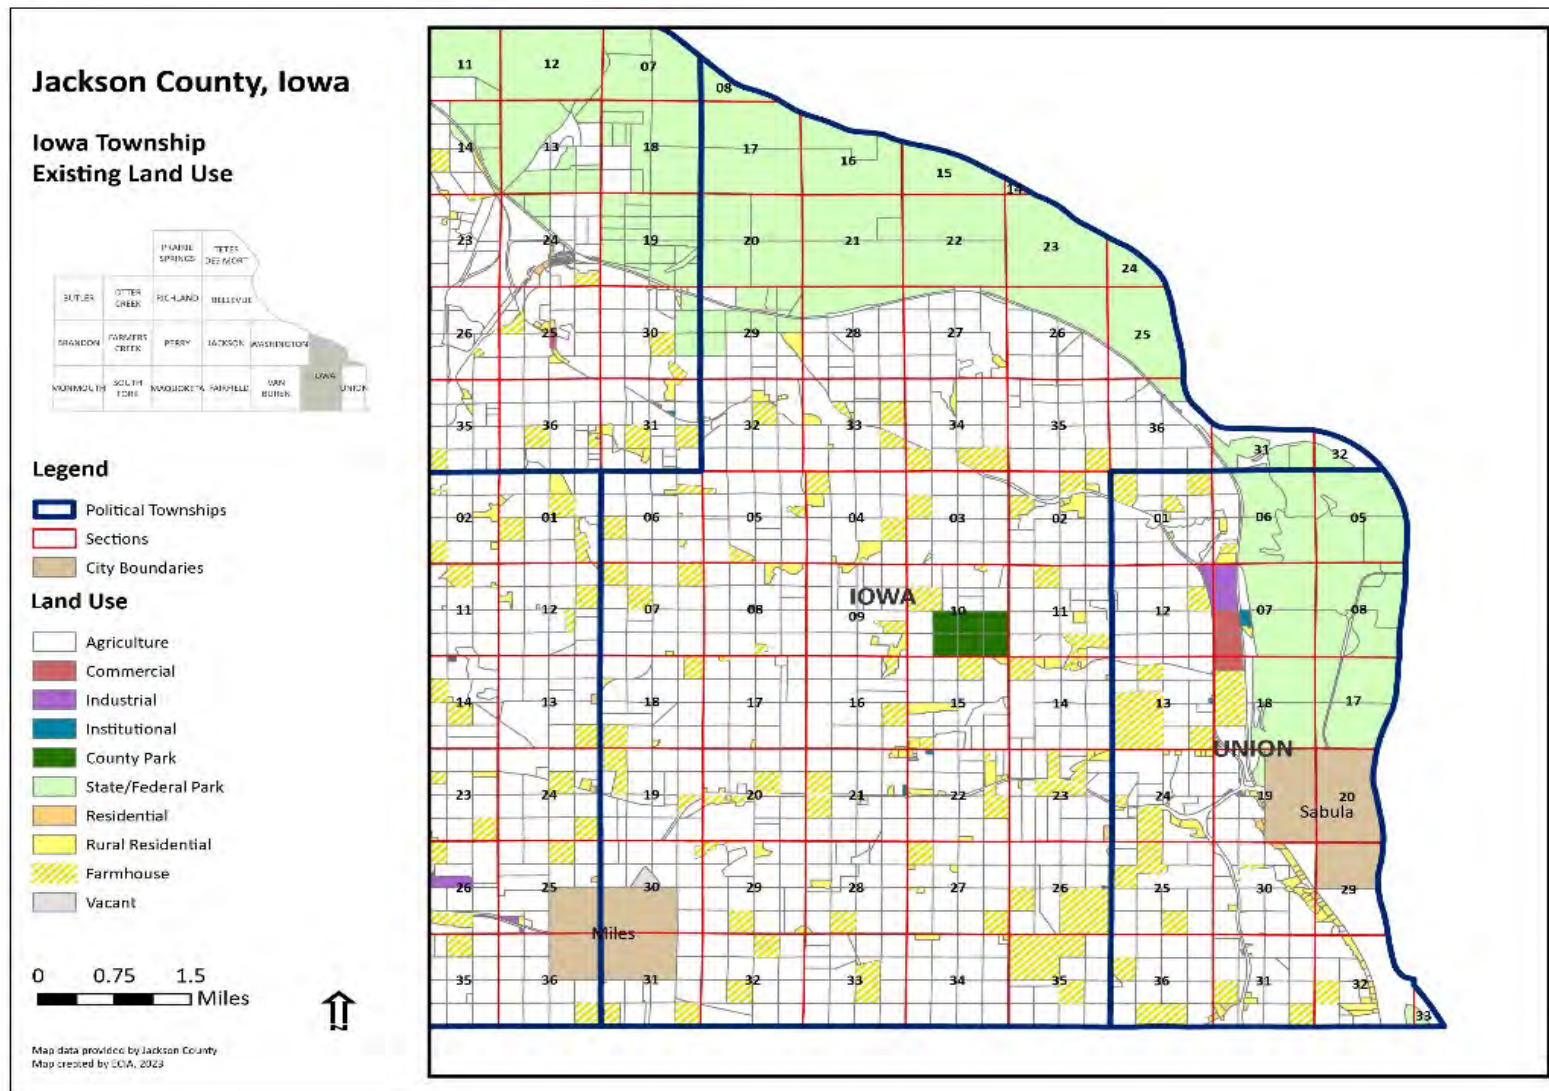 Jackson County, Iowa
Iowa Township
Existing Land Use
PRAIRIE SPRINGS
TETES DES MORT
BUTLER
OTTER CREEK
RICHLAND
BELLEVUE
BRANDON
FARMERS CREEK
PERRY
JACKSON
WASHINGTON
MONMOUTH
SOUTH FORK
MAQUOKETA
FAIRFIELD
VAN BUREN
IOWA
UNION
Legend
Political Townships
Sections
City Boundaries
Land Use
Agriculture
Commercial
Industrial
Institutional
County Park
State/Federal Park
Residential
Rural Residential
Farmhouse
Vacant
0 0.75 1.5
Miles
N
Map data provided by Jackson County
Map created by ECIA, 2023
11 12 07
08
14 13 18 17 16 15 14
23 24 19 20 21 22 23
24
26 25 30 29 28 27 26 25
35 36 31 32 33 34 35 36
31 32
02 01 06 05 04 03 02 01 06 05
IOWA
11 12 07 08 09 10 11 12 07 08
14 13 18 17 16 15 14 13 18 17
UNION
23 24 19 20 21 22 23 24 19 20
Sabula
26 25 30 29 28 27 26 25 30 29
Miles
35 36 31 32 33 34 35 36 31 32
33